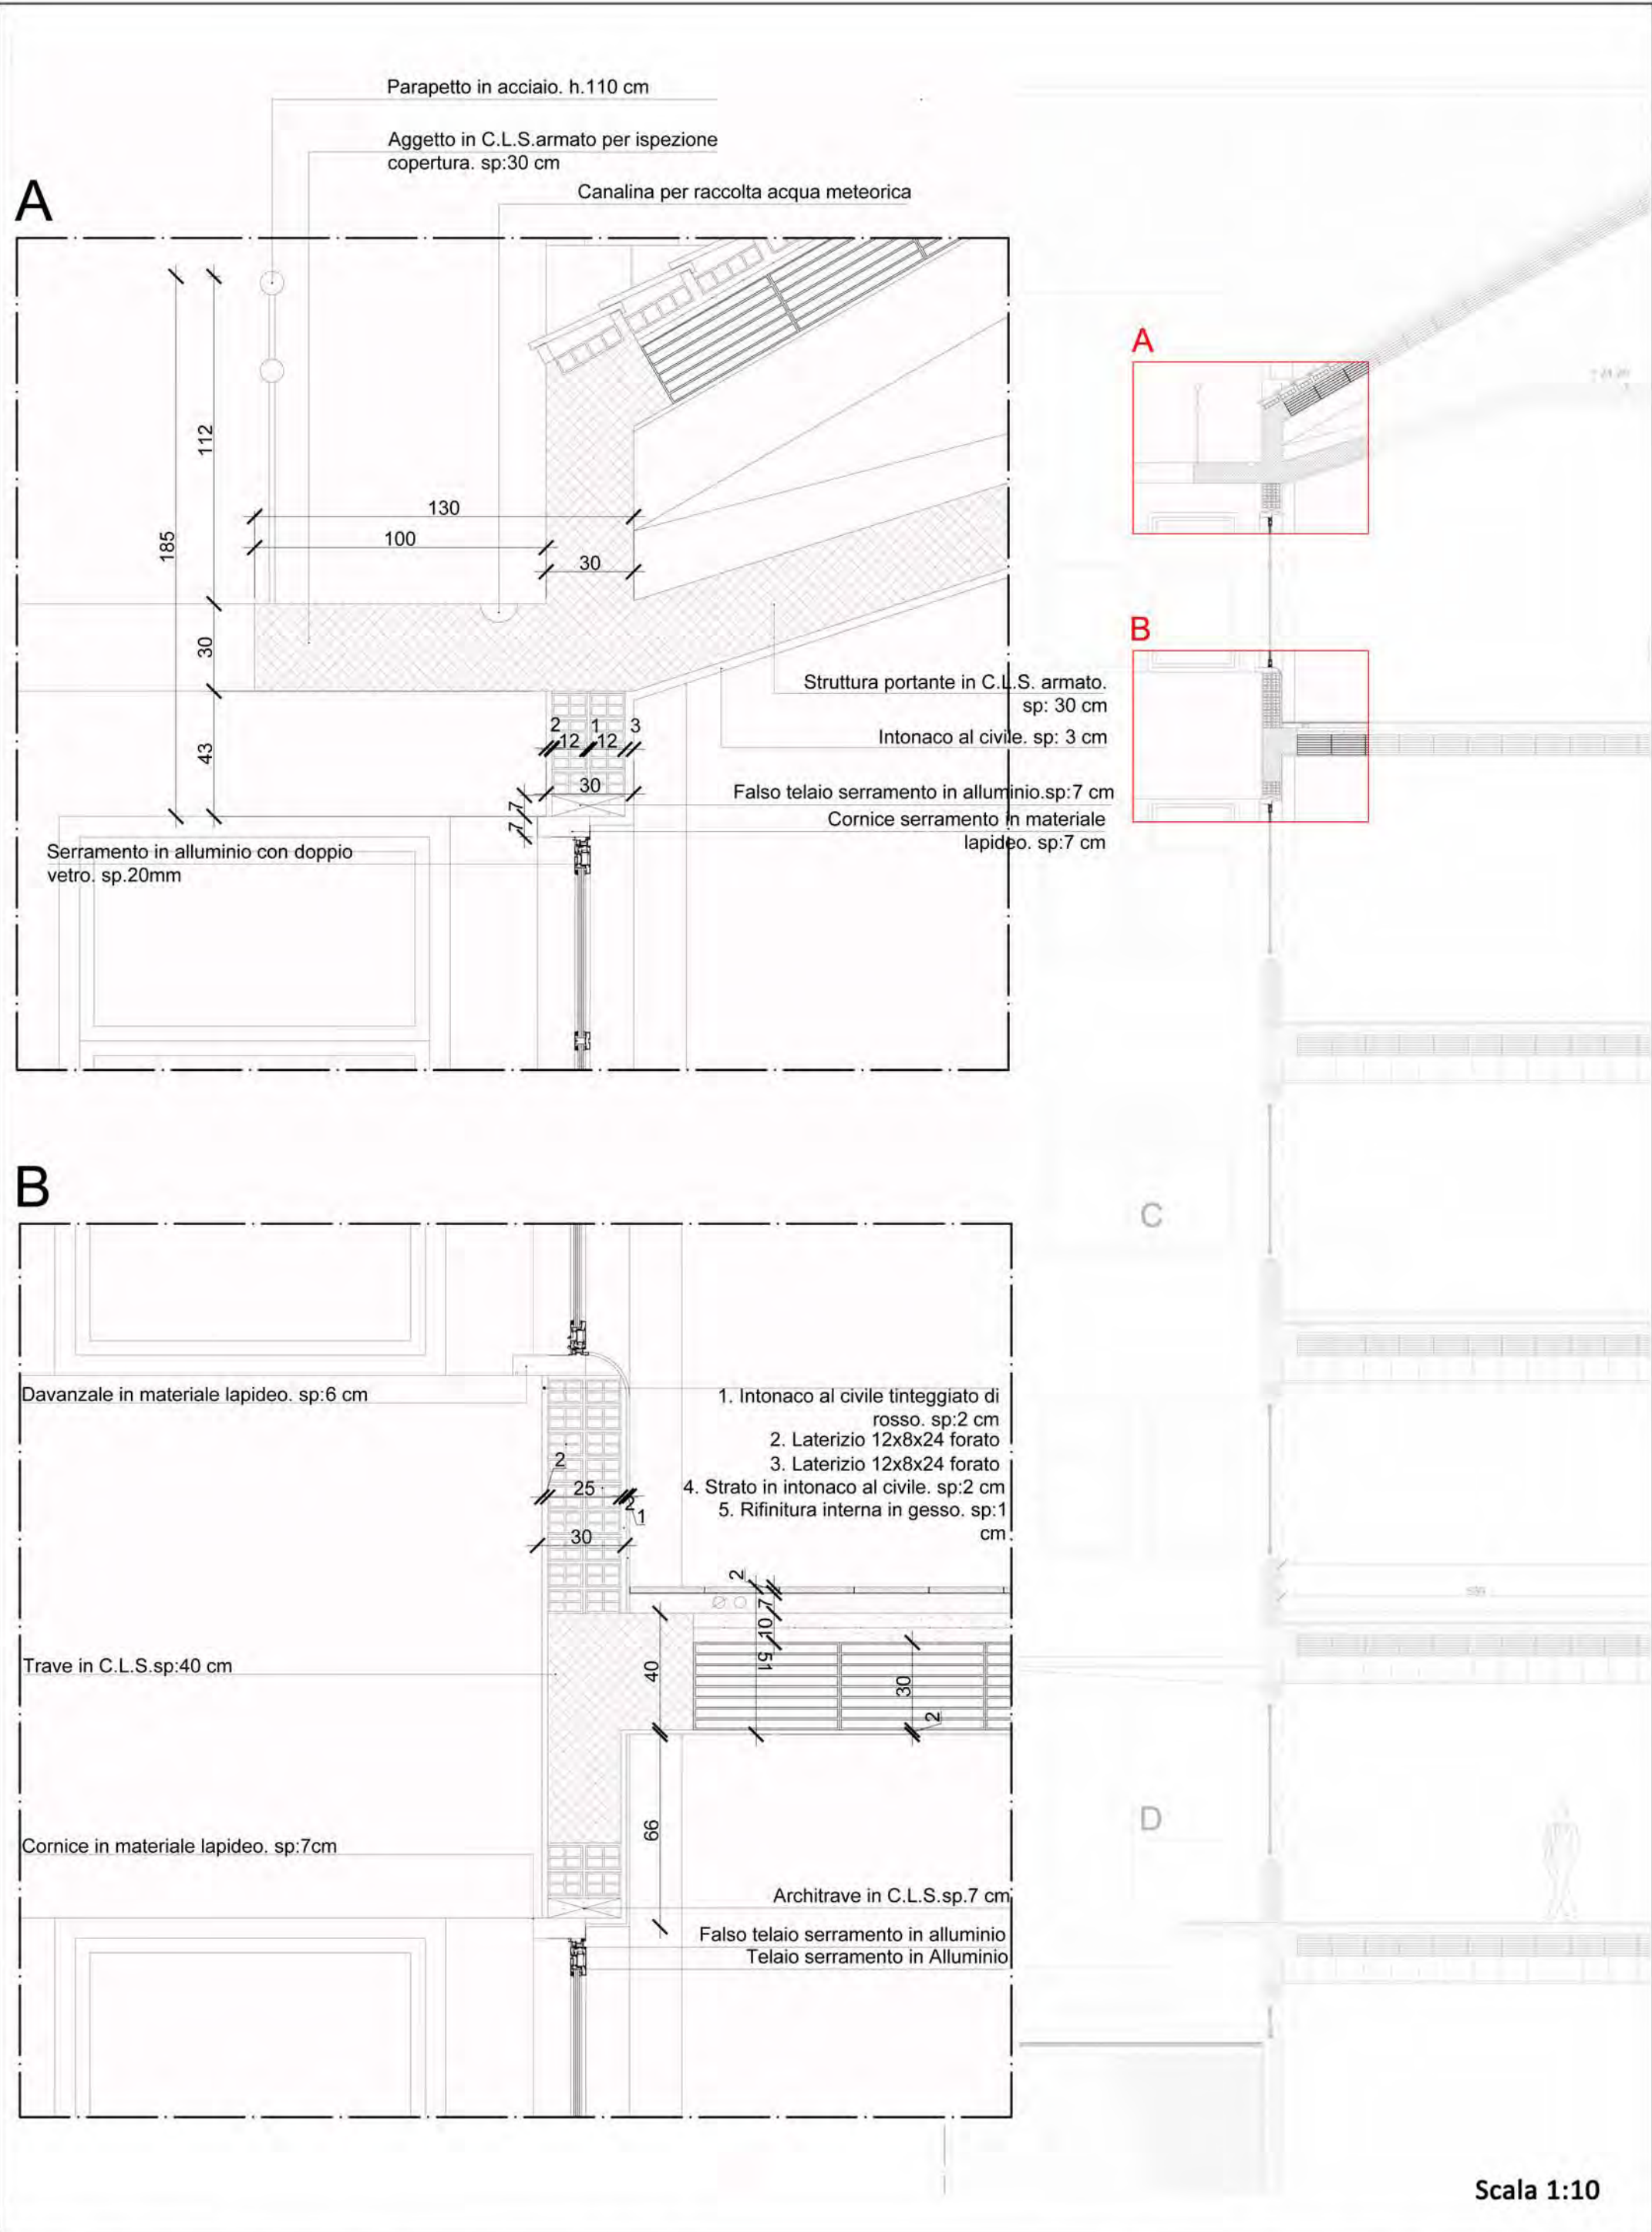 Parapetto in acciaio. h.110 cm
Aggetto in C.L.S.armato per ispezione
copertura. sp:30 cm
Canalina per raccolta acqua meteorica
A
112
185
130
100
30
30
43
2
1
3
12
12
30
7
7
Struttura portante in C.L.S. armato.
sp: 30 cm
Intonaco al civile. sp: 3 cm
Falso telaio serramento in alluminio.sp:7 cm
Cornice serramento in materiale
lapideo. sp:7 cm
Serramento in alluminio con doppio
vetro. sp.20mm
A
B
B
Davanzale in materiale lapideo. sp:6 cm
1. Intonaco al civile tinteggiato di
rosso. sp:2 cm
2. Laterizio 12x8x24 forato
3. Laterizio 12x8x24 forato
4. Strato in intonaco al civile. sp:2 cm
5. Rifinitura interna in gesso. sp:1
cm
2
25
2
1
30
2
7
10
51
40
30
2
Trave in C.L.S.sp:40 cm
66
Cornice in materiale lapideo. sp:7cm
Architrave in C.L.S.sp.7 cm
Falso telaio serramento in alluminio
Telaio serramento in Alluminio
C
D
Scala 1:10